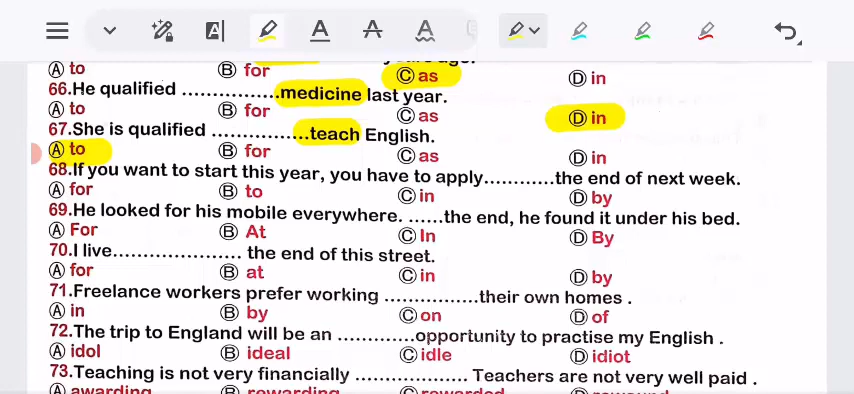 years ago.
Ⓐ to Ⓑ for Ⓒ as Ⓓ in
66.He qualified ................medicine last year.
Ⓐ to Ⓑ for Ⓒ as Ⓓ in
67.She is qualified ................teach English.
Ⓐ to Ⓑ for Ⓒ as Ⓓ in
68.If you want to start this year, you have to apply............the end of next week.
Ⓐ for Ⓑ to Ⓒ in Ⓓ by
69.He looked for his mobile everywhere. ......the end, he found it under his bed.
Ⓐ For Ⓑ At Ⓒ In Ⓓ By
70.I live...................... the end of this street.
Ⓐ for Ⓑ at Ⓒ in Ⓓ by
71.Freelance workers prefer working ................their own homes .
Ⓐ in Ⓑ by Ⓒ on Ⓓ of
72.The trip to England will be an .............opportunity to practise my English .
Ⓐ idol Ⓑ ideal Ⓒ idle Ⓓ idiot
73.Teaching is not very financially ................... Teachers are not very well paid .
Ⓐ awarding Ⓑ rewarding Ⓒ rewarded Ⓓ rewound